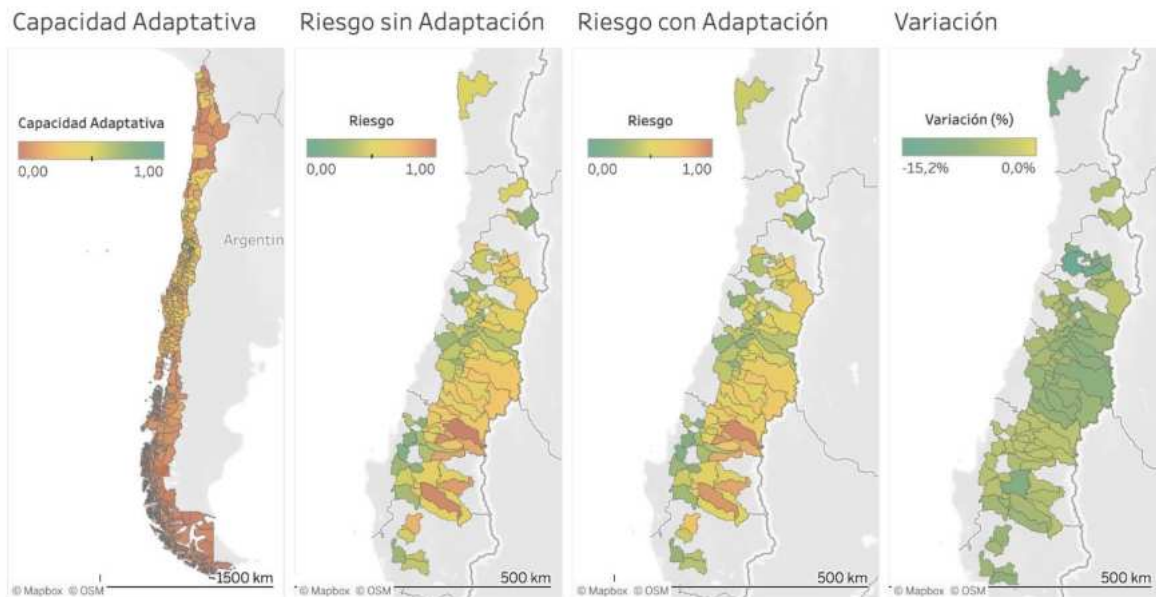 Capacidad Adaptativa
Riesgo sin Adaptación
Riesgo con Adaptación
Variación
Capacidad Adaptativa
0,00 1,00
Riesgo
0,00 1,00
Riesgo
0,00 1,00
Variación (%)
-15,2% 0,0%
Argentin
~1500 km
500 km
500 km
500 km
© Mapbox © OSM
© Mapbox © OSM
© Mapbox © OSM
© Mapbox © OSM